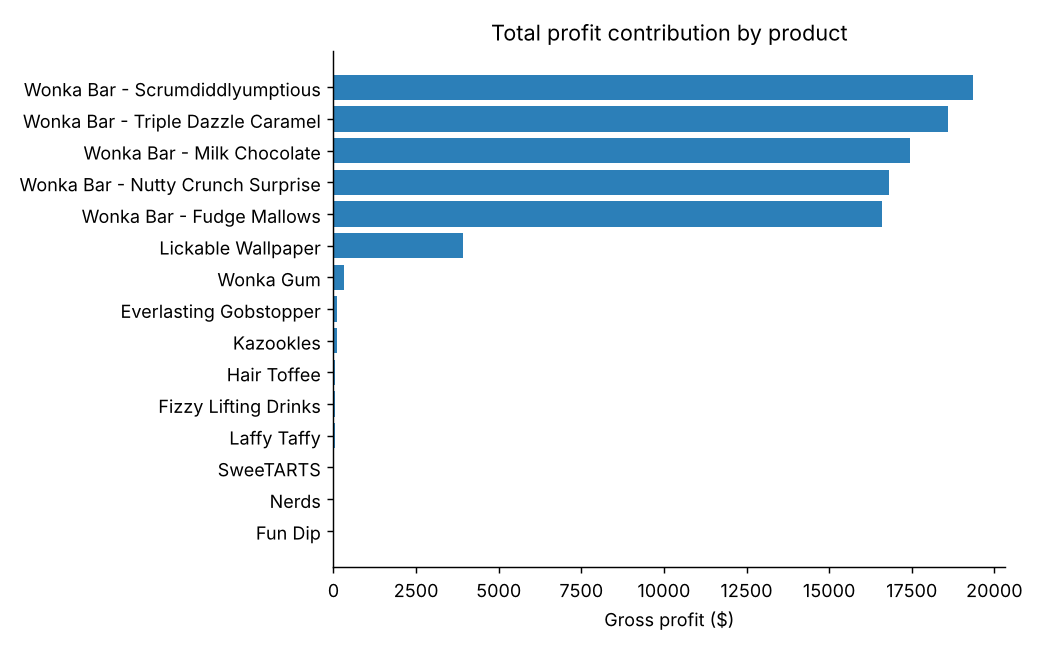 Total profit contribution by product
Wonka Bar - Scrumdiddlyumptious
Wonka Bar - Triple Dazzle Caramel
Wonka Bar - Milk Chocolate
Wonka Bar - Nutty Crunch Surprise
Wonka Bar - Fudge Mallows
Lickable Wallpaper
Wonka Gum
Everlasting Gobstopper
Kazookles
Hair Toffee
Fizzy Lifting Drinks
Laffy Taffy
SweeTARTS
Nerds
Fun Dip
0 2500 5000 7500 10000 12500 15000 17500 20000
Gross profit ($)